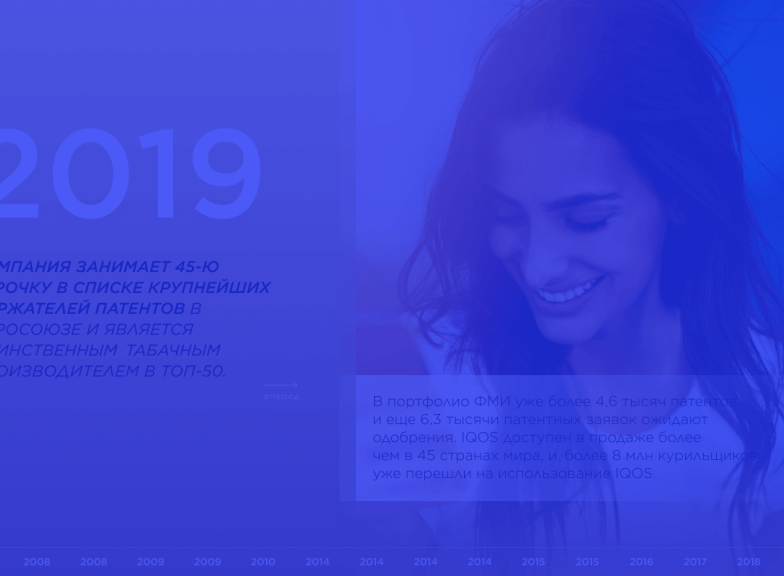 2019
МПАНИЯ ЗАНИМАЕТ 45-Ю
РОЧКУ В СПИСКЕ КРУПНЕЙШИХ
РЖАТЕЛЕЙ ПАТЕНТОВ В
РОСОЮЗЕ И ЯВЛЯЕТСЯ
ИНСТВЕННЫМ ТАБАЧНЫМ
ОИЗВОДИТЕЛЕМ В ТОП-50.
вперед
В портфолио ФМИ уже более 4,6 тысяч патентов
и еще 6,3 тысячи патентных заявок ожидают
одобрения. IQOS доступен в продаже более
чем в 45 странах мира, и более 8 млн курильщиков
уже перешли на использование IQOS.
2008 2008 2009 2009 2010 2014 2014 2014 2014 2015 2015 2016 2017 2018